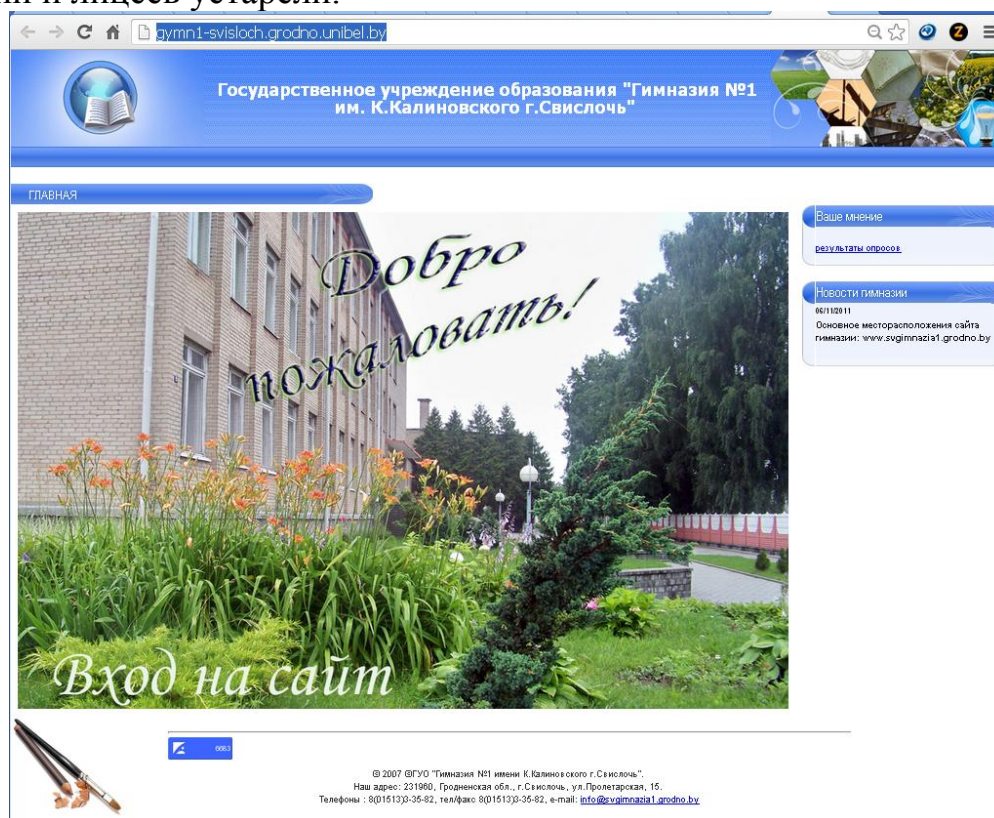 и лицеев устарели.
gymn1-svisloch.grodno.unibel.by
Государственное учреждение образования "Гимназия №1
им. К.Калиновского г.Свислочь"
ГЛАВНАЯ
Добро
пожаловать!
Вход на сайт
Ваше мнение
результаты опросов
Новости гимназии
06/11/2011
Основное месторасположения сайта
гимназии: www.svgimnazia1.grodno.by
6663
© 2007 ©ГУО "Гимназия №1 имени К.Калиновского г.Свислочь".
Наш адрес: 231960, Гродненская обл., г.Свислочь, ул.Пролетарская, 15.
Телефоны : 8(01513)3-35-82, тел/факс 8(01513)3-35-82, e-mail: info@svgimnazia1.grodno.by